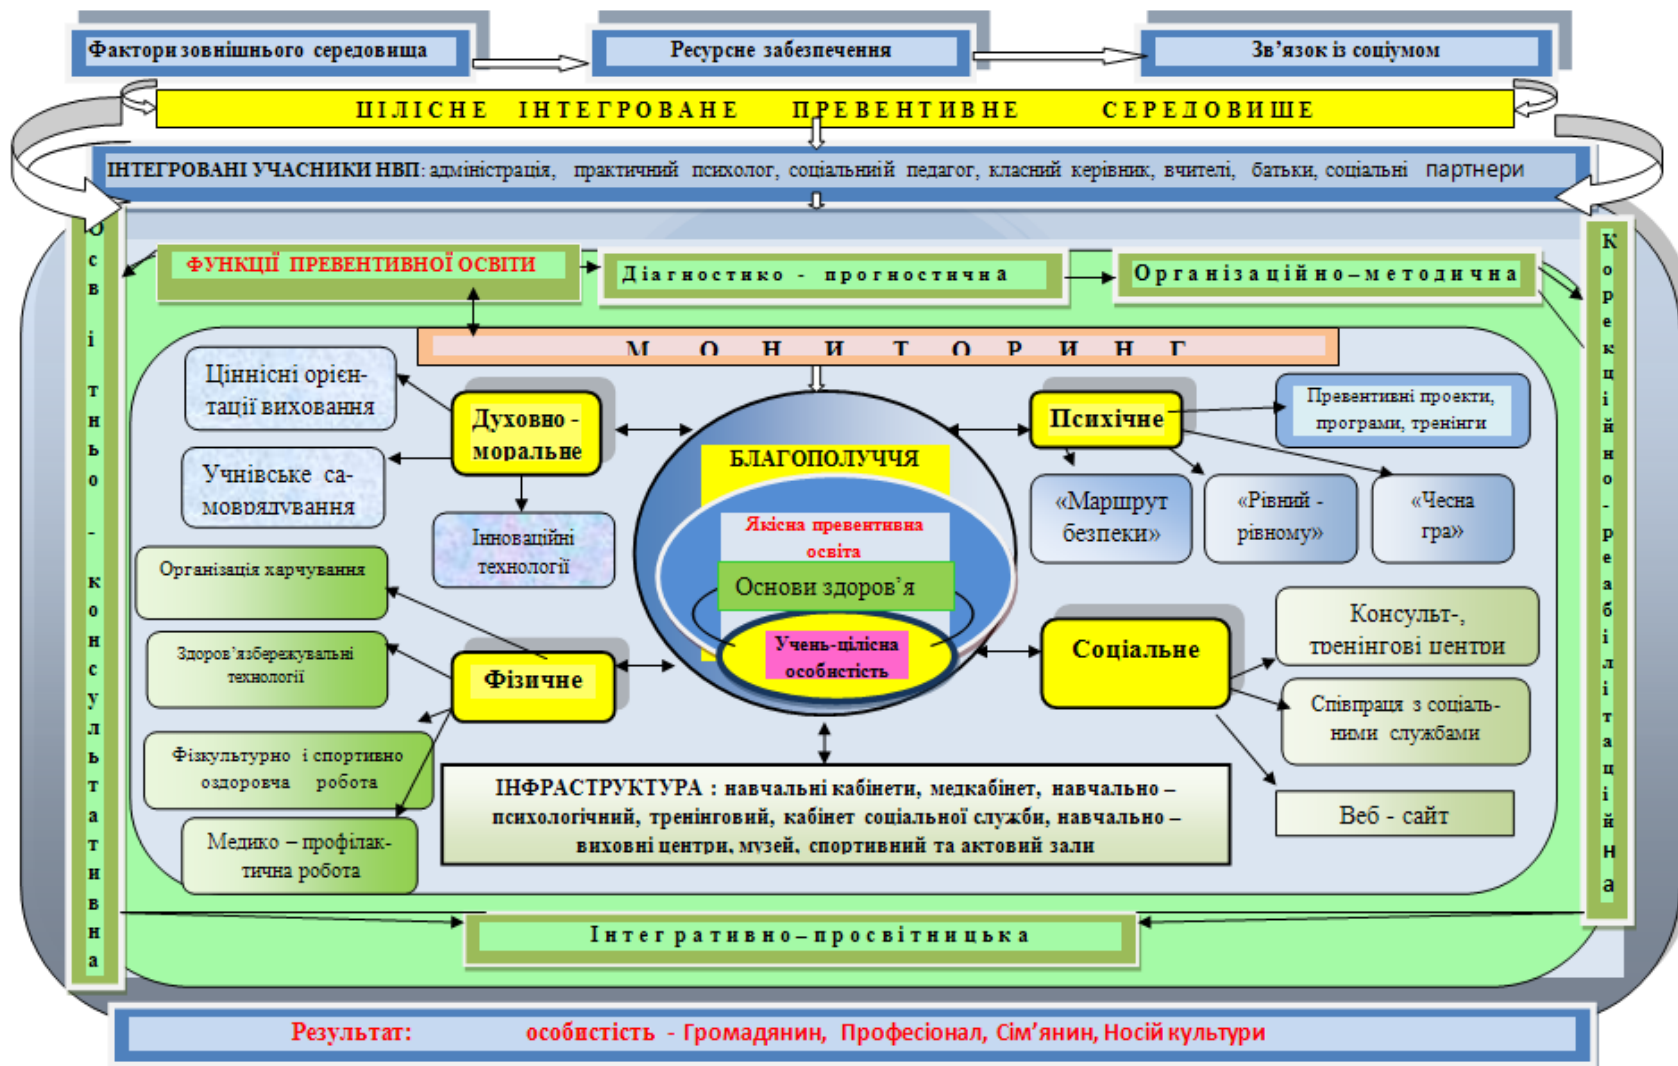 Фактори зовнішнього середовища
Ресурсне забезпечення
Зв’язок із соціумом
ЦІЛІСНЕ ІНТЕГРОВАНЕ ПРЕВЕНТИВНЕ СЕРЕДОВИЩЕ
ІНТЕГРОВАНІ УЧАСНИКИ НВП: адміністрація, практичний психолог, соціальниій педагог, класний керівник, вчителі, батьки, соціальні партнери
Освітньо - консультативна
ФУНКЦІЇ ПРЕВЕНТИВНОЇ ОСВІТИ
Діагностико - прогностична
Організаційно–методична
Корекційно-реабілітаційна
МОНИТОРИНГ
Ціннісні орієн-
тації виховання
Духовно -
моральне
Учнівське са-
моврядування
Інноваційні
технології
Психічне
Превентивні проекти,
програми, тренінги
«Маршрут
безпеки»
«Рівний -
рівному»
«Чесна
гра»
БЛАГОПОЛУЧЧЯ
Якісна превентивна
освіта
Основи здоров’я
Учень-цілісна
особистість
Організація харчування
Здоров’язбережувальні
технології
Фізичне
Фізкультурно і спортивно
оздоровча робота
Медико – профілак-
тична робота
Соціальне
Консульт-,
тренінгові центри
Співпраця з соціаль-
ними службами
Веб - сайт
ІНФРАСТРУКТУРА : навчальні кабінети, медкабінет, навчально –
психологічний, тренінговий, кабінет соціальної служби, навчально –
виховні центри, музей, спортивний та актовий зали
Інтегративно–просвітницька
Результат: особистість - Громадянин, Професіонал, Сім’янин, Носій культури